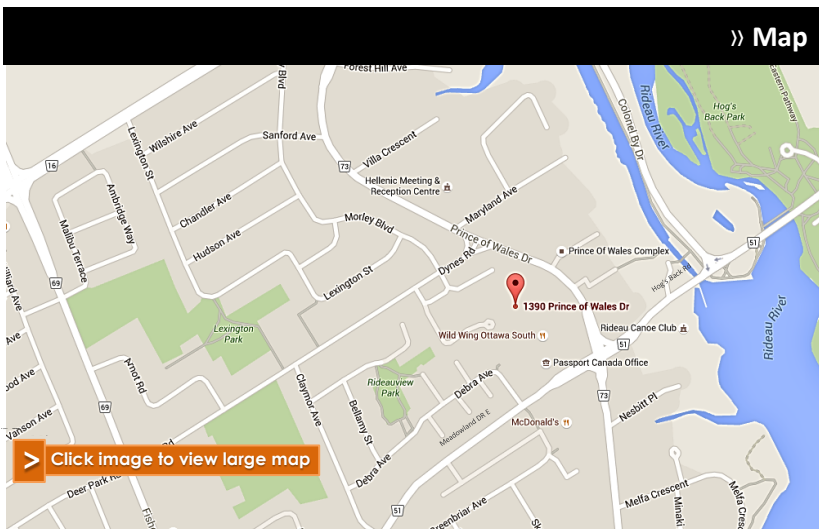 » Map
Forest Hill Ave
Blvd
Eastern Pathway
Hog's
Back Park
Rideau River
Colonel By Dr
Lexington St
Wilshire Ave
Sanford Ave
Villa Crescent
16
73
Hellenic Meeting &
Reception Centre
Ambridge Way
Chandler Ave
Maryland Ave
Malibu Terrace
Morley Blvd
Hudson Ave
Prince of Wales Dr
Dynes Rd
Prince Of Wales Complex
51
Hog's Back Rd
69
Lexington St
1390 Prince of Wales Dr
Rideau River
Lexington
Park
Wild Wing Ottawa South
Rideau Canoe Club
51
Passport Canada Office
Ave
Arnot Rd
Rideauview
Park
Debra Ave
Claymor Ave
Bellamy St
73
Nesbitt Pl
69
Meadowland DR E
McDonald's
Vanson Ave
> Click image to view large map
Debra Ave
Deer Park
51
Melfa Crescent
Minaki
Melfa Cres
Greenbriar Ave
Fish